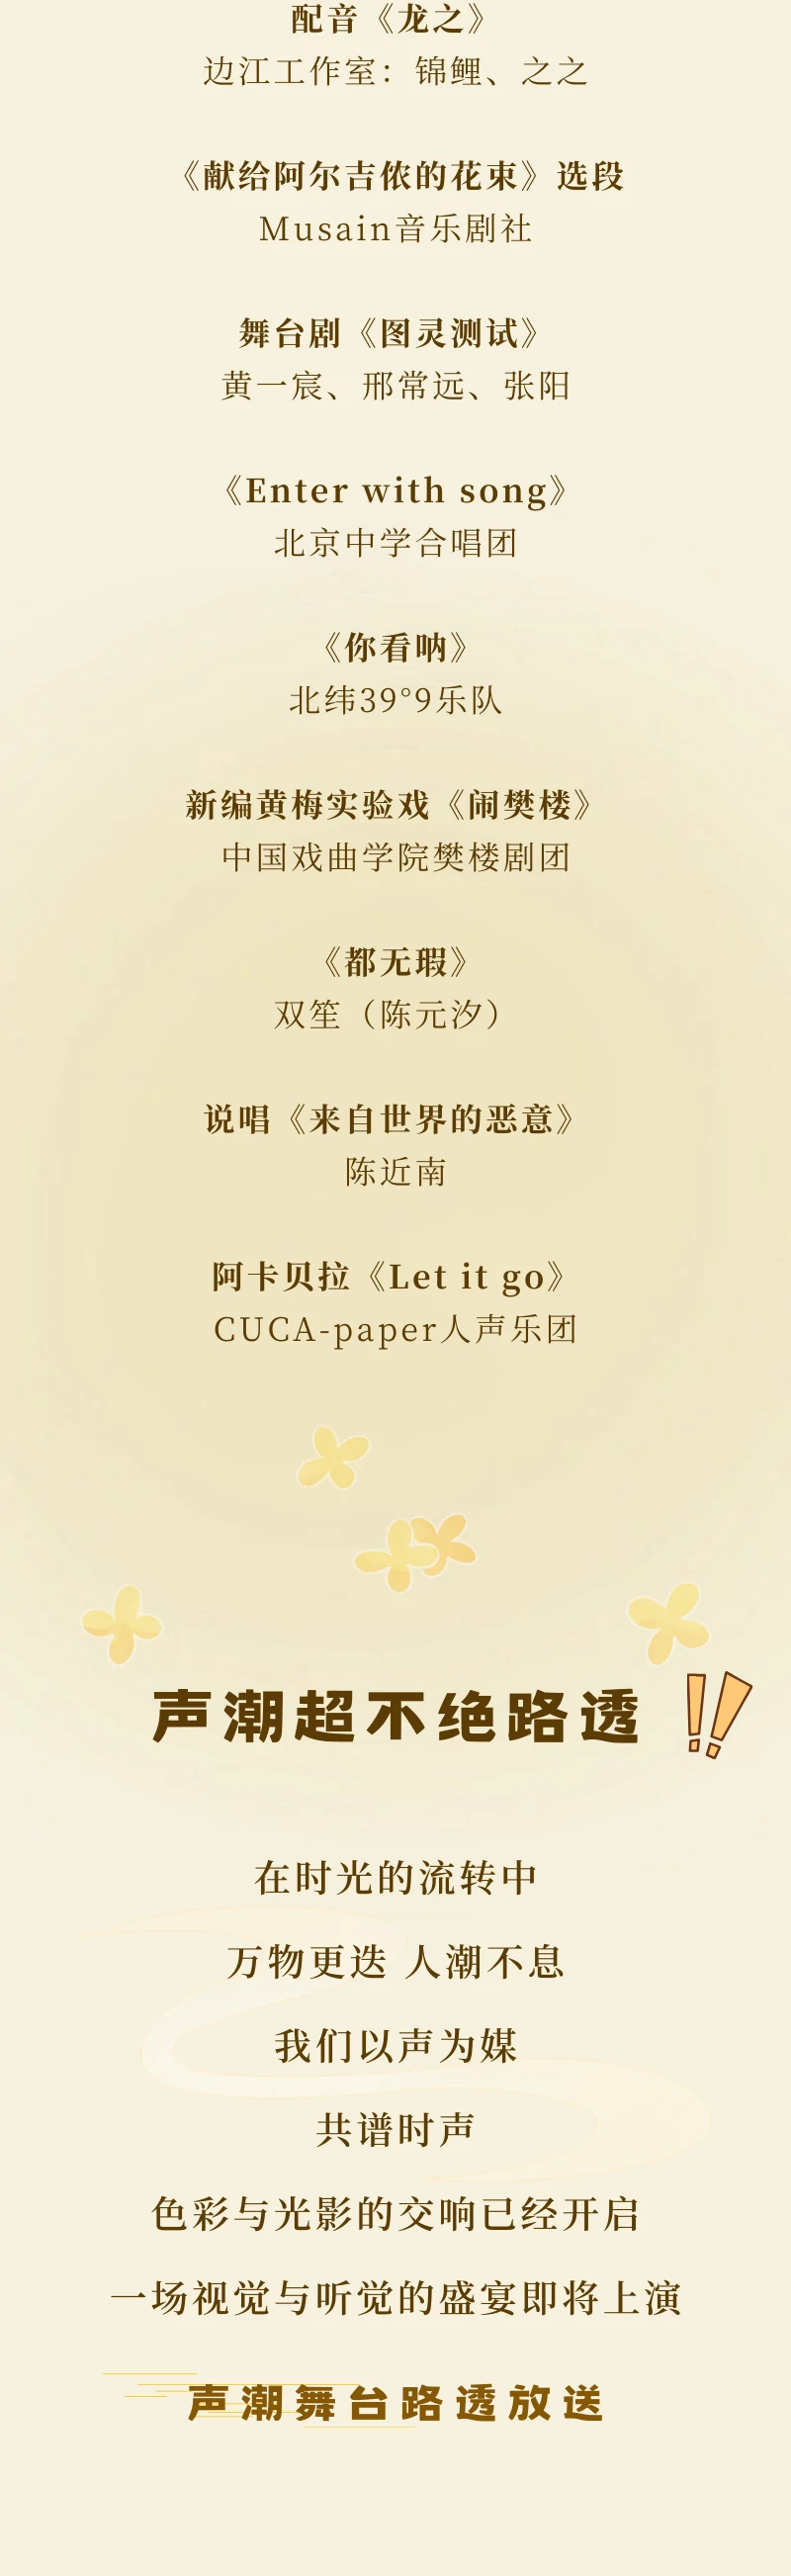 配音《龙之》
边江工作室：锦鲤、之之
《献给阿尔吉侬的花束》选段
Musain音乐剧社
舞台剧《图灵测试》
黄一宸、邢常远、张阳
《Enter with song》
北京中学合唱团
《你看呐》
北纬39°9乐队
新编黄梅实验戏《闹樊楼》
中国戏曲学院樊楼剧团
《都无瑕》
双笙（陈元汐）
说唱《来自世界的恶意》
陈近南
阿卡贝拉《Let it go》
CUCA-paper人声乐团
声潮超不绝路透
在时光的流转中
万物更迭 人潮不息
我们以声为媒
共谱时声
色彩与光影的交响已经开启
一场视觉与听觉的盛宴即将上演
声潮舞台路透放送